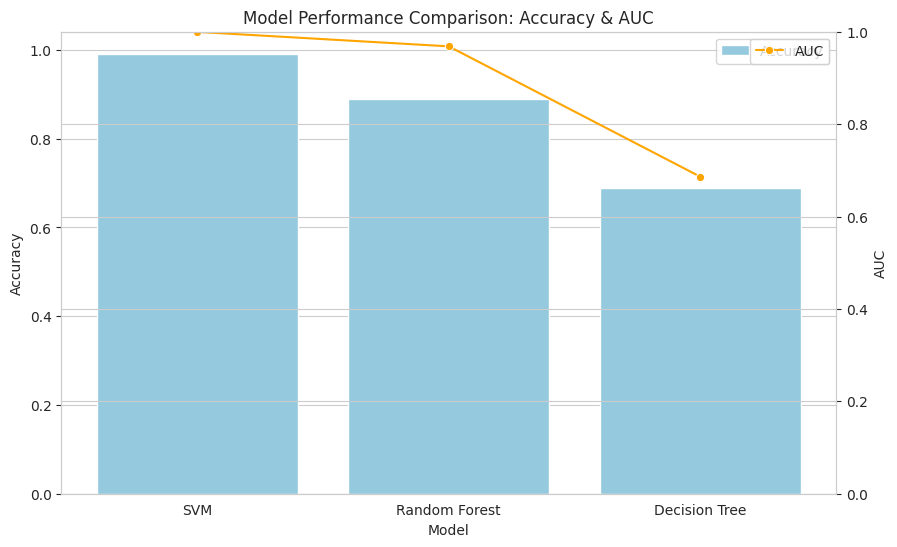 Model Performance Comparison: Accuracy & AUC
Accuracy
AUC
1.0
0.8
0.6
0.4
0.2
0.0
Accuracy
1.0
0.8
0.6
0.4
0.2
0.0
AUC
SVM
Random Forest
Decision Tree
Model